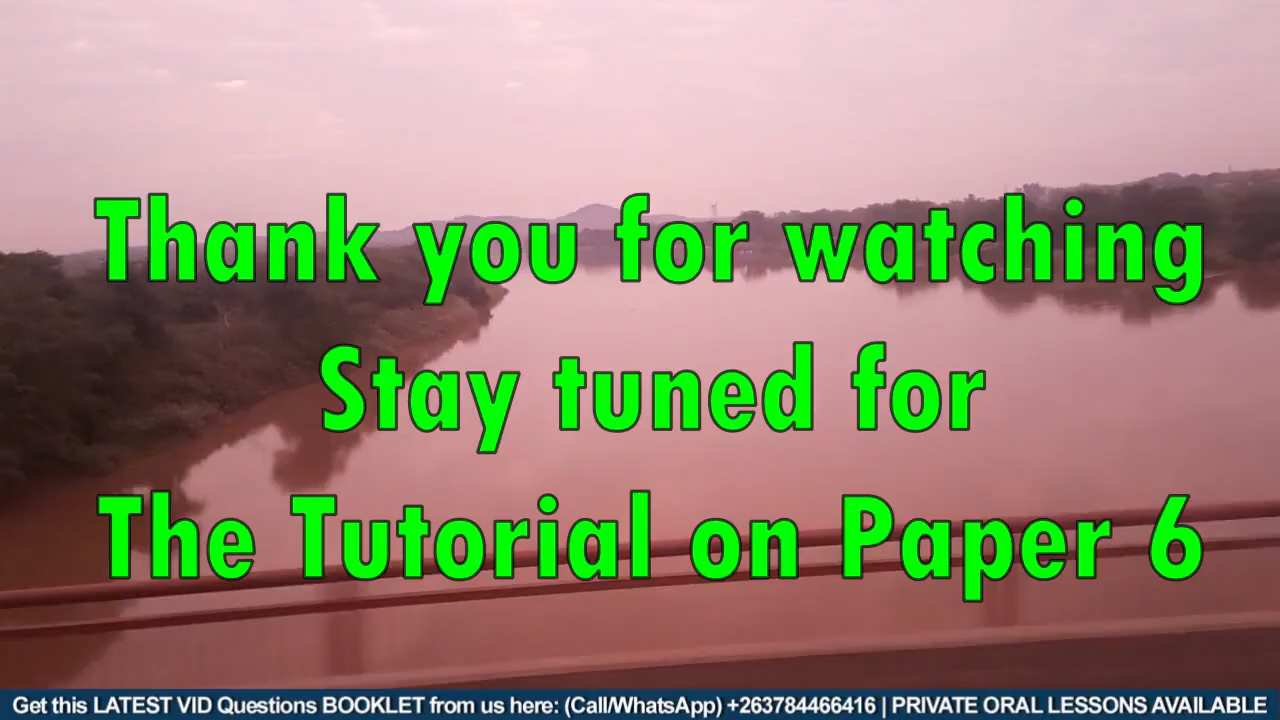 Thank you for watching
Stay tuned for
The Tutorial on Paper 6
Get this LATEST VID Questions BOOKLET from us here: (Call/WhatsApp) +263784466416 | PRIVATE ORAL LESSONS AVAILABLE